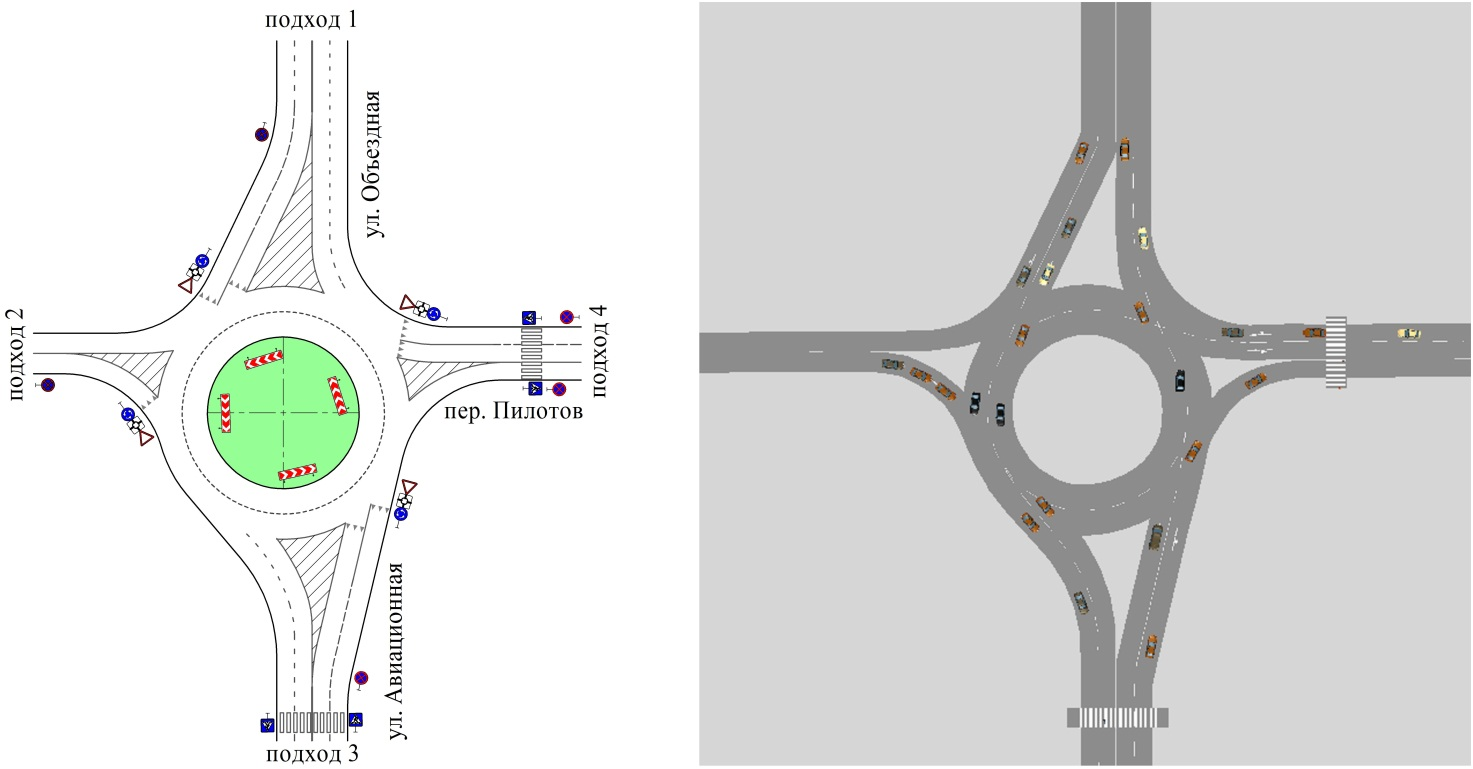 подход 1
ул. Объездная
подход 2
подход 4
пер. Пилотов
ул. Авиационная
подход 3